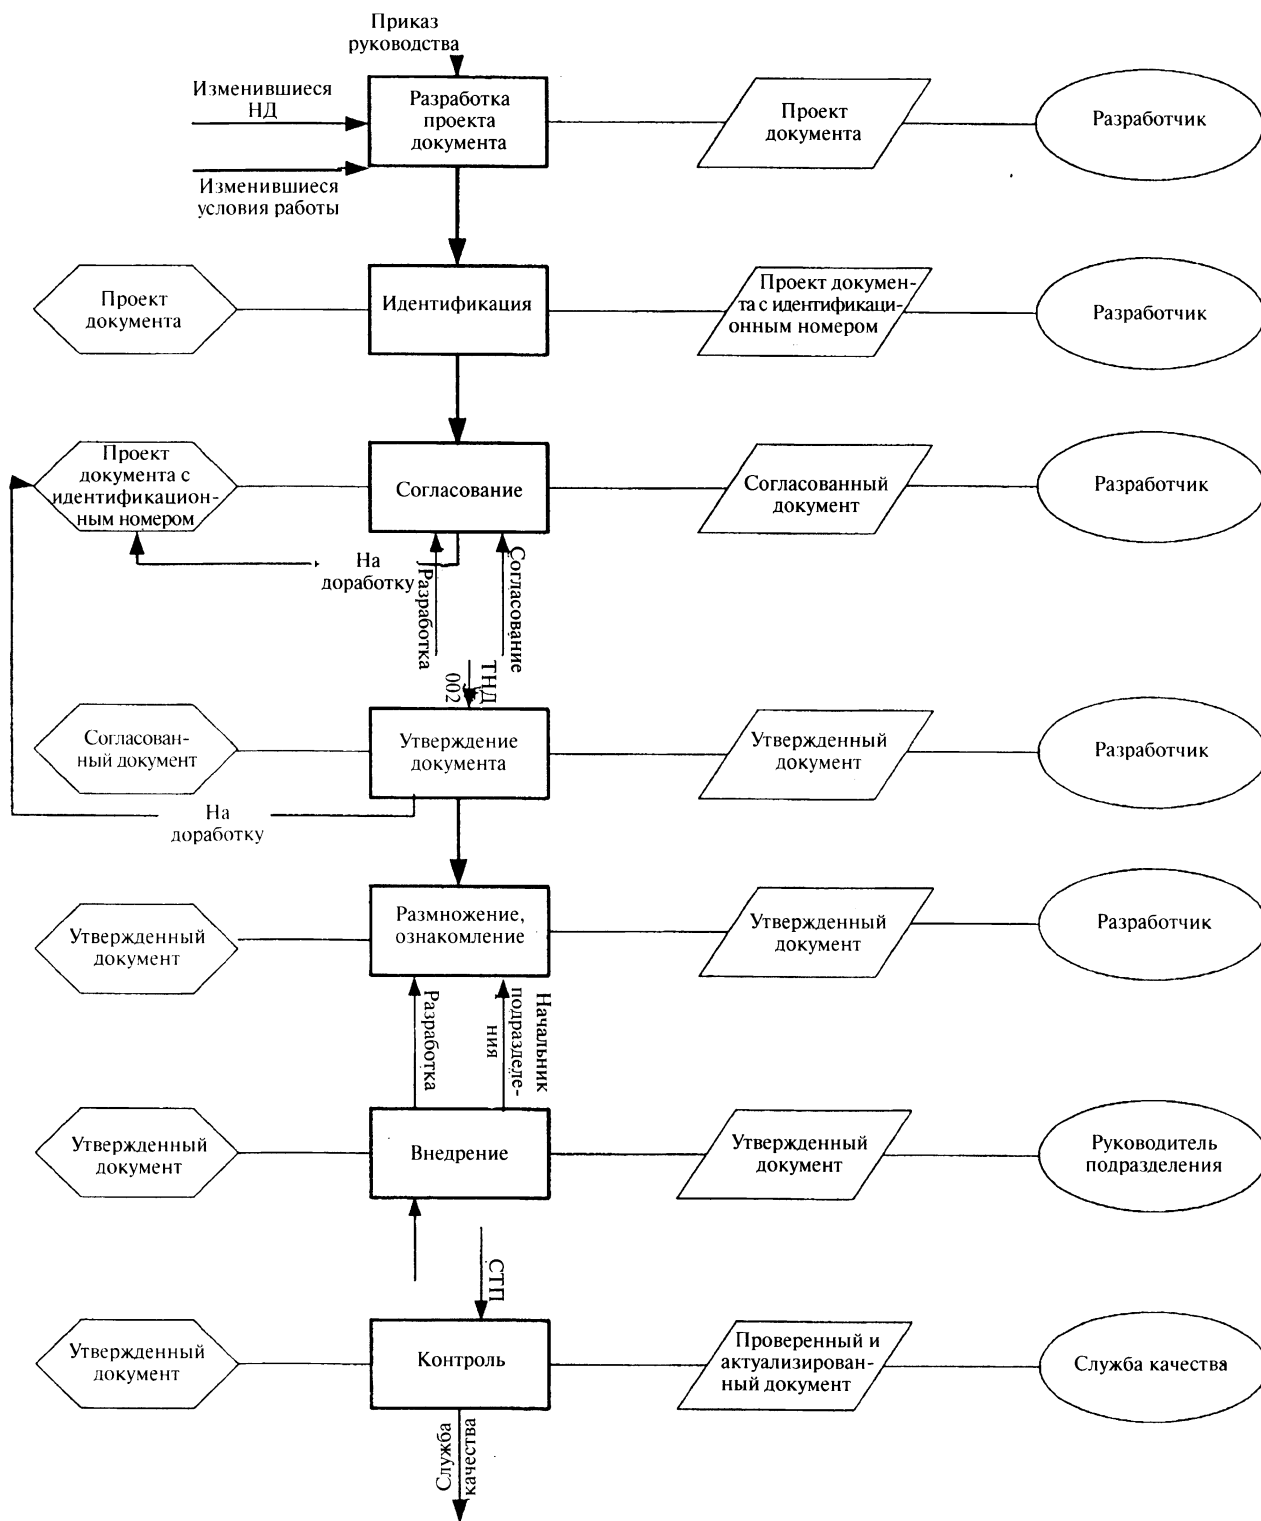 Приказ
руководства
Изменившиеся
НД
Изменившиеся
условия работы
Разработка
проекта
документа
Проект
документа
Разработчик
Проект
документа
Идентификация
Проект докумен-
та с идентификаци-
онным номером
Разработчик
Проект
документа с
идентификацион-
ным номером
Согласование
Согласованный
документ
Разработчик
На
доработку
Разработка
Согласование
ТНД
002
Согласован-
ный документ
Утверждение
документа
Утвержденный
документ
Разработчик
На
доработку
Утвержденный
документ
Размножение,
ознакомление
Утвержденный
документ
Разработчик
Разработка
Начальник
подразделе-
ния
Утвержденный
документ
Внедрение
Утвержденный
документ
Руководитель
подразделения
СТП
Утвержденный
документ
Контроль
Проверенный и
актуализирован-
ный документ
Служба качества
Служба
качества